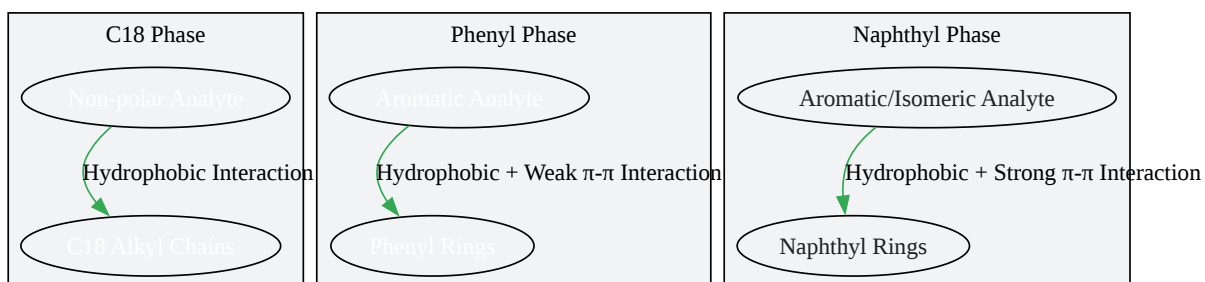 C18 Phase
Non-polar Analyte
Hydrophobic Interaction
C18 Alkyl Chains
Phenyl Phase
Aromatic Analyte
Hydrophobic + Weak π-π Interaction
Phenyl Rings
Naphthyl Phase
Aromatic/Isomeric Analyte
Hydrophobic + Strong π-π Interaction
Naphthyl Rings